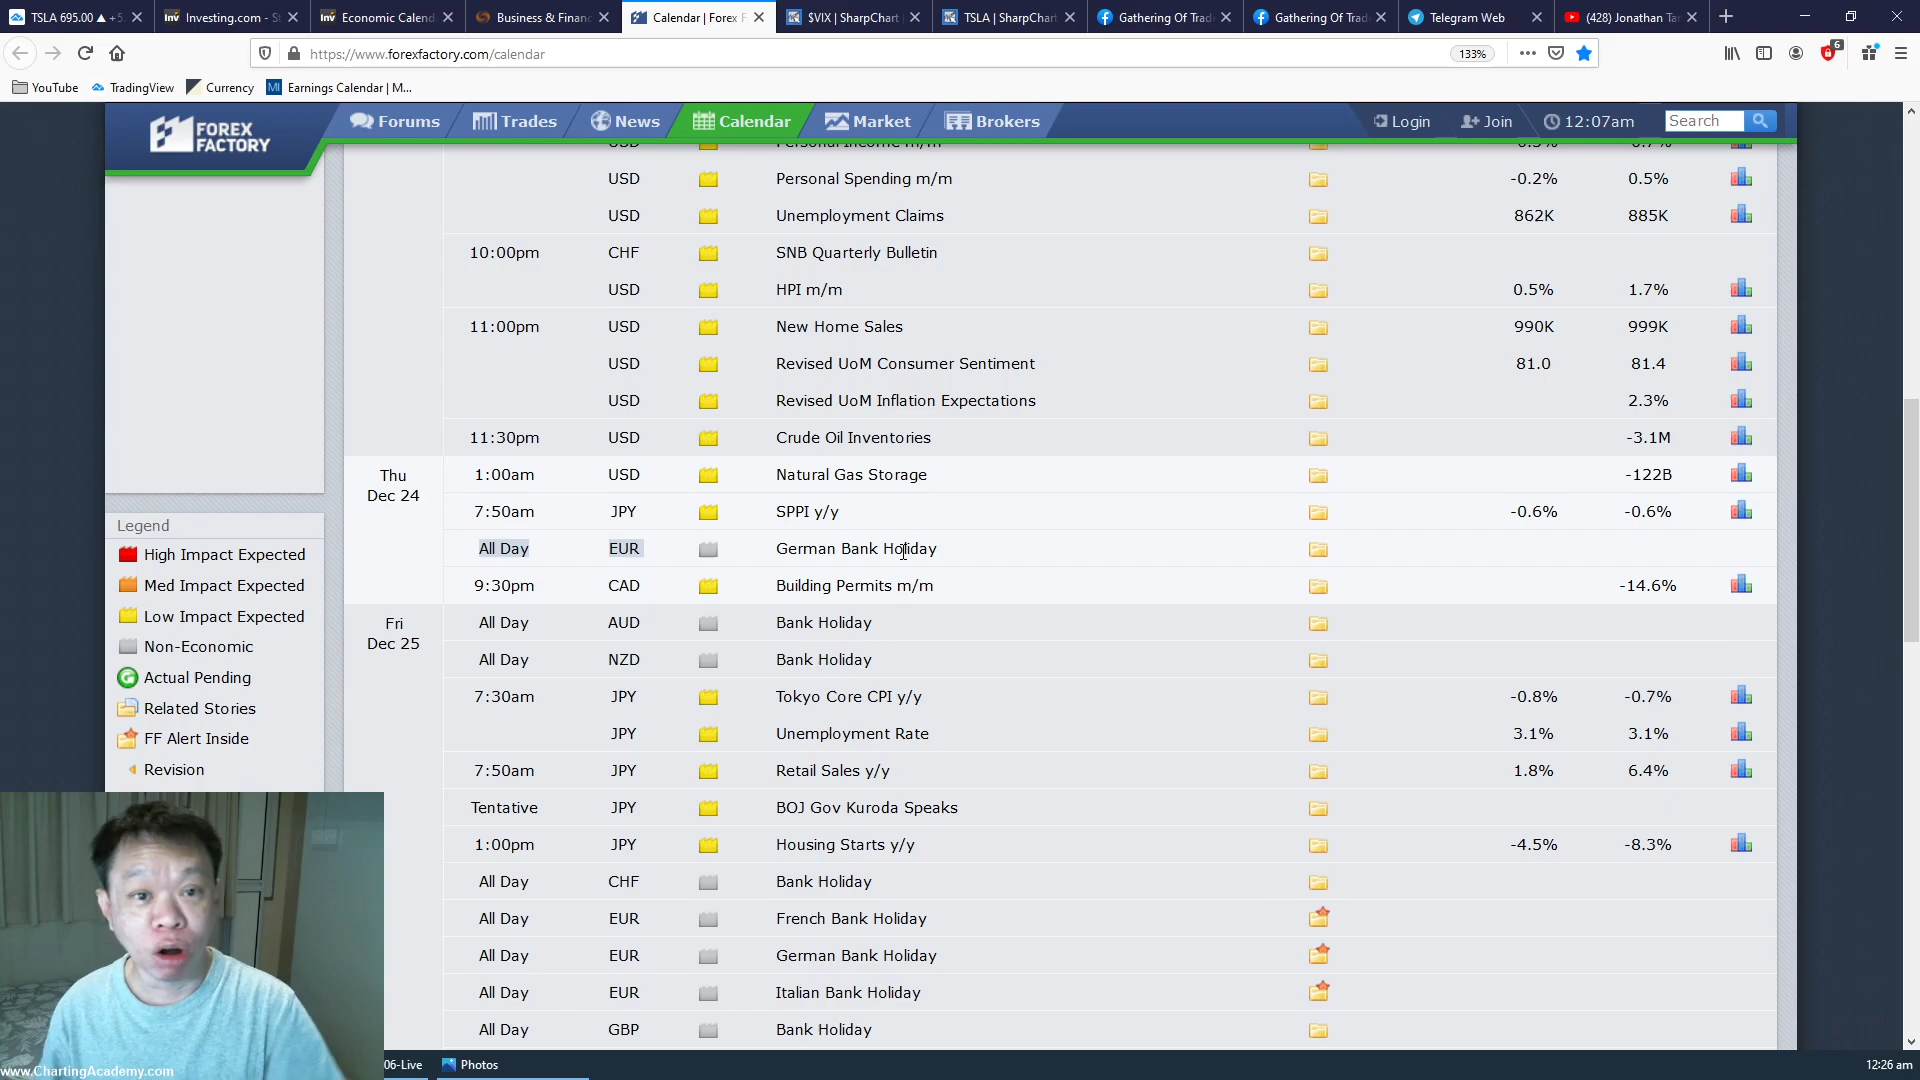 TSLA 695.00 ▲ +5.
Investing.com - St
Economic Calend
Business & Financ
Calendar | Forex F
$VIX | SharpChart
TSLA | SharpChart
Gathering Of Trad
Gathering Of Trad
Telegram Web
(428) Jonathan Tan
https://www.forexfactory.com/calendar
133%
6
YouTube
TradingView
Currency
MI Earnings Calendar | M...
FOREX FACTORY
Forums
Trades
News
Calendar
Market
Brokers
Login
Join
12:07am
Search
USD Personal Income m/m
USD Personal Spending m/m -0.2% 0.5%
USD Unemployment Claims 862K 885K
10:00pm CHF SNB Quarterly Bulletin
USD HPI m/m 0.5% 1.7%
11:00pm USD New Home Sales 990K 999K
USD Revised UoM Consumer Sentiment 81.0 81.4
USD Revised UoM Inflation Expectations 2.3%
11:30pm USD Crude Oil Inventories -3.1M
Thu Dec 24 1:00am USD Natural Gas Storage -122B
7:50am JPY SPPI y/y -0.6% -0.6%
All Day EUR German Bank Holiday
9:30pm CAD Building Permits m/m -14.6%
Fri Dec 25 All Day AUD Bank Holiday
All Day NZD Bank Holiday
7:30am JPY Tokyo Core CPI y/y -0.8% -0.7%
JPY Unemployment Rate 3.1% 3.1%
7:50am JPY Retail Sales y/y 1.8% 6.4%
Tentative JPY BOJ Gov Kuroda Speaks
1:00pm JPY Housing Starts y/y -4.5% -8.3%
All Day CHF Bank Holiday
All Day EUR French Bank Holiday
All Day EUR German Bank Holiday
All Day EUR Italian Bank Holiday
All Day GBP Bank Holiday
Legend
High Impact Expected
Med Impact Expected
Low Impact Expected
Non-Economic
Actual Pending
Related Stories
FF Alert Inside
Revision
www.ChartingAcademy.com
06-Live
Photos
12:26 am